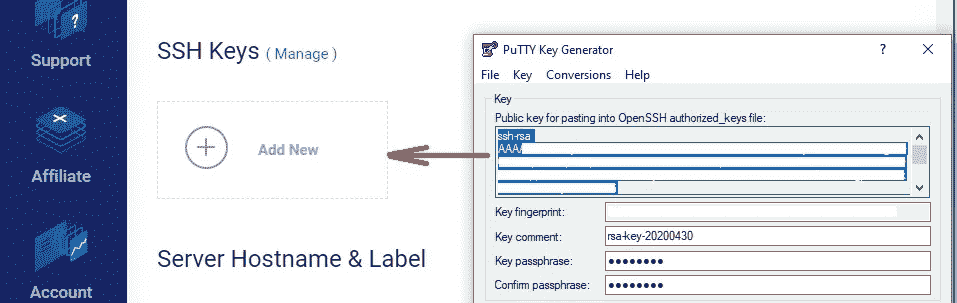 Support
Affiliate
Account
SSH Keys ( Manage )
Add New
Server Hostname & Label
PuTTY Key Generator
? ×
File Key Conversions Help
Key
Public key for pasting into OpenSSH authorized_keys file:
ssh-rsa
AAAA
Key fingerprint:
Key comment: rsa-key-20200430
Key passphrase: ●●●●●●●●
Confirm passphrase: ●●●●●●●●